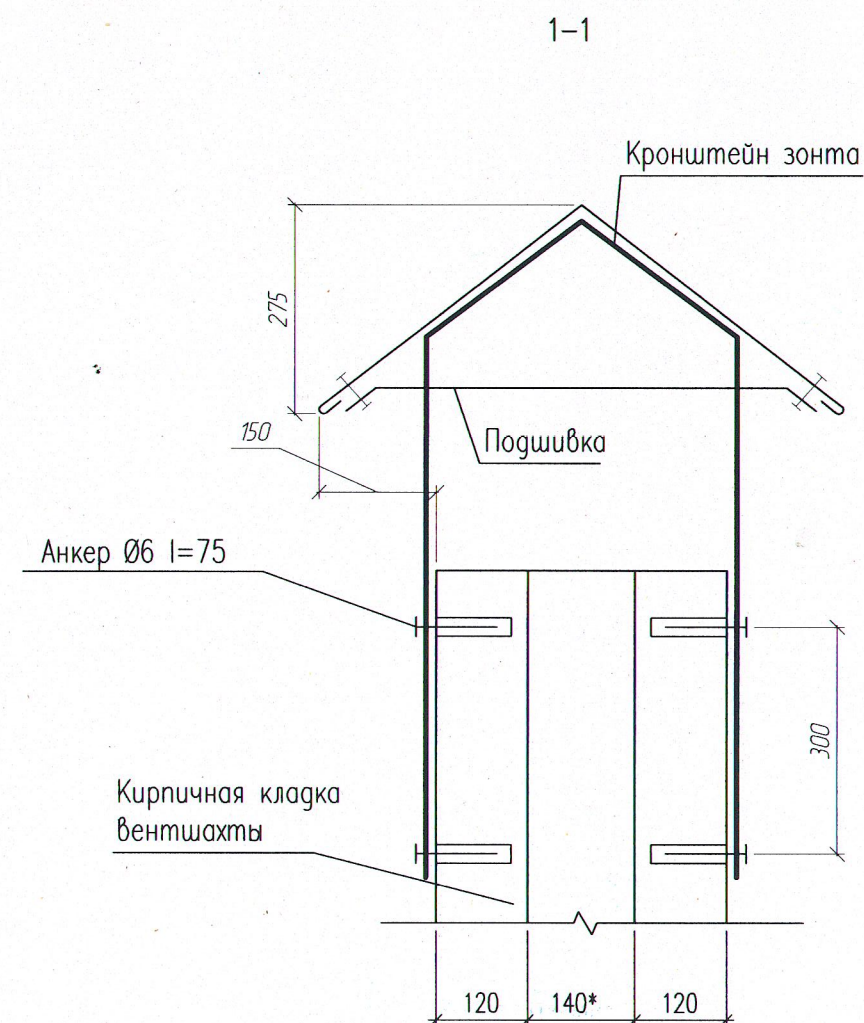 1-1
Кронштейн зонта
275
150
Подшивка
Анкер Ø6 l=75
300
Кирпичная кладка
вентшахты
120 140* 120